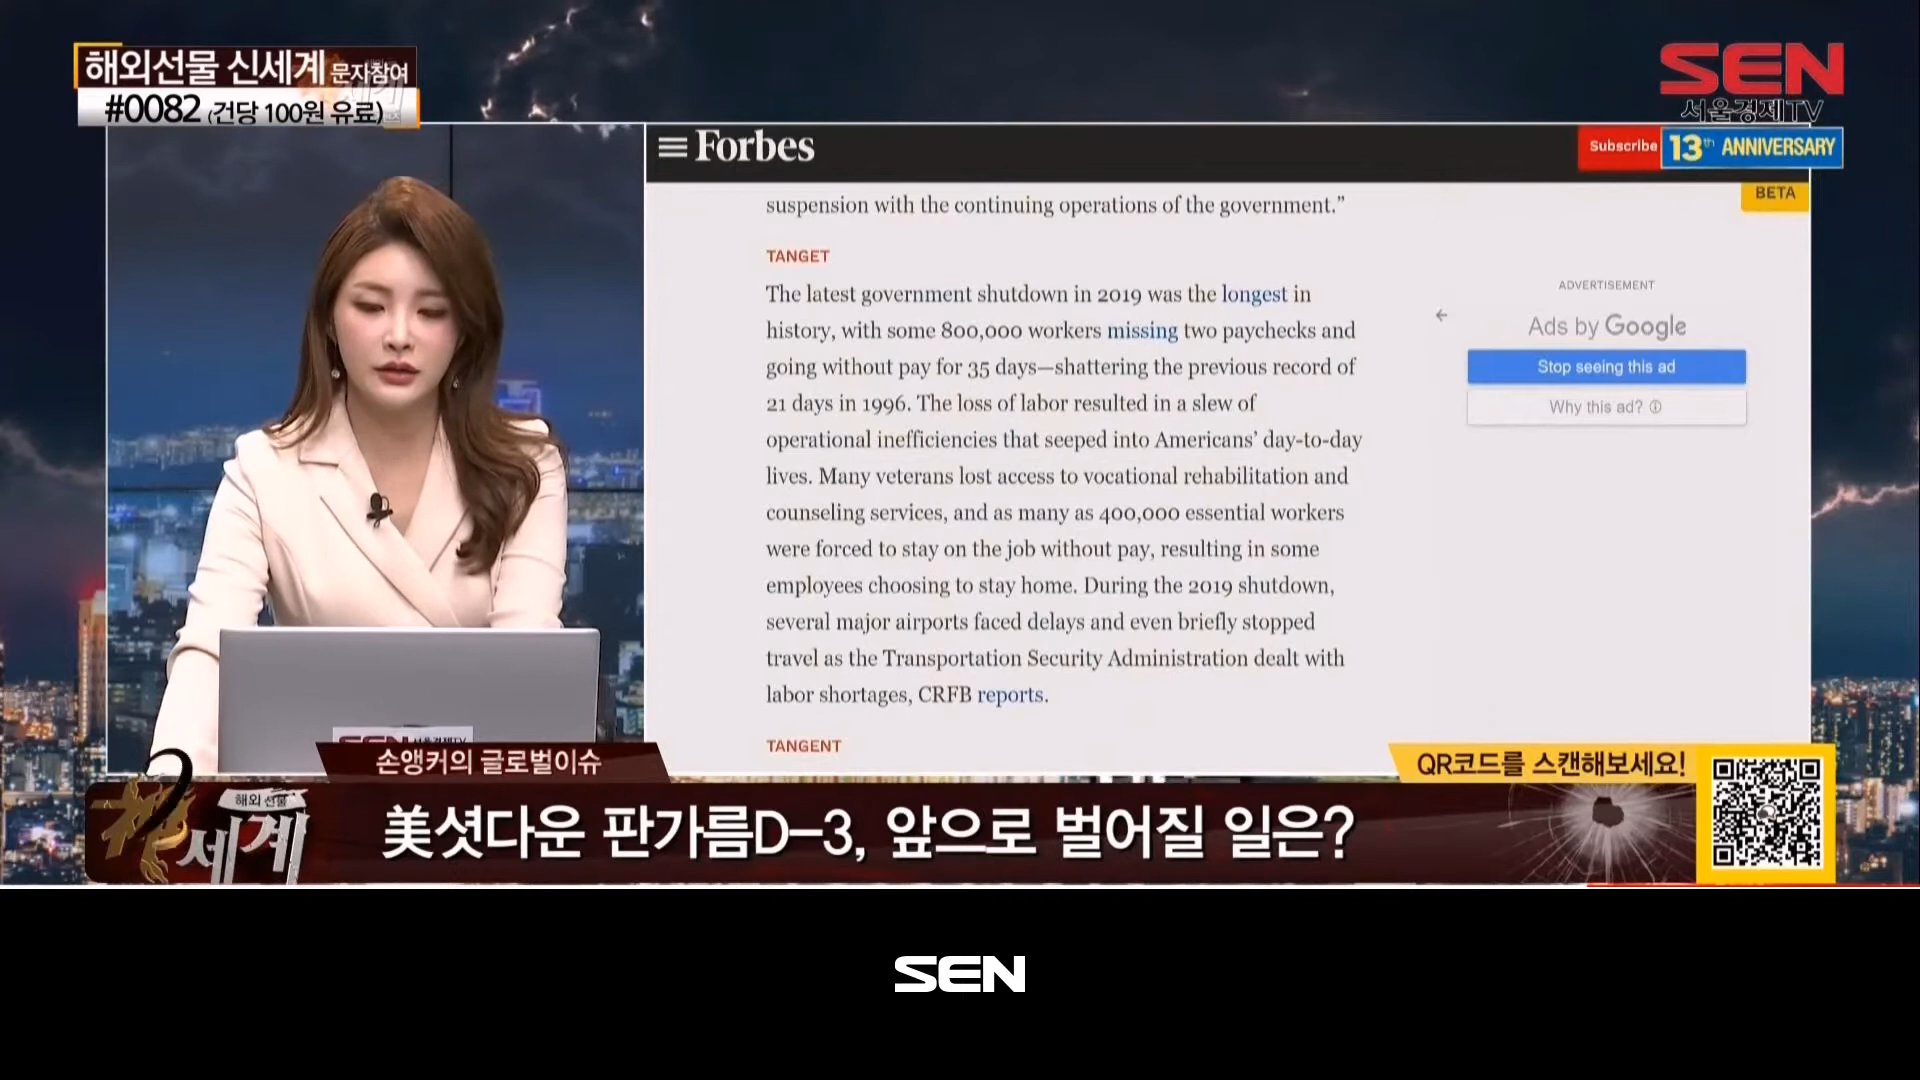 해외선물 신세계 문자참여
#0082 (건당 100원 유료)
SEN
서울경제TV
13th ANNIVERSARY
Forbes
Subscribe
BETA
suspension with the continuing operations of the government.”
TANGET
The latest government shutdown in 2019 was the longest in
history, with some 800,000 workers missing two paychecks and
going without pay for 35 days—shattering the previous record of
21 days in 1996. The loss of labor resulted in a slew of
operational inefficiencies that seeped into Americans’ day-to-day
lives. Many veterans lost access to vocational rehabilitation and
counseling services, and as many as 400,000 essential workers
were forced to stay on the job without pay, resulting in some
employees choosing to stay home. During the 2019 shutdown,
several major airports faced delays and even briefly stopped
travel as the Transportation Security Administration dealt with
labor shortages, CRFB reports.
TANGENT
ADVERTISEMENT
Ads by Google
Stop seeing this ad
Why this ad?
SEN 서울경제TV
손앵커의 글로벌이슈
QR코드를 스캔해보세요!
해외 선물
세계
美셧다운 판가름D-3, 앞으로 벌어질 일은?
SEN